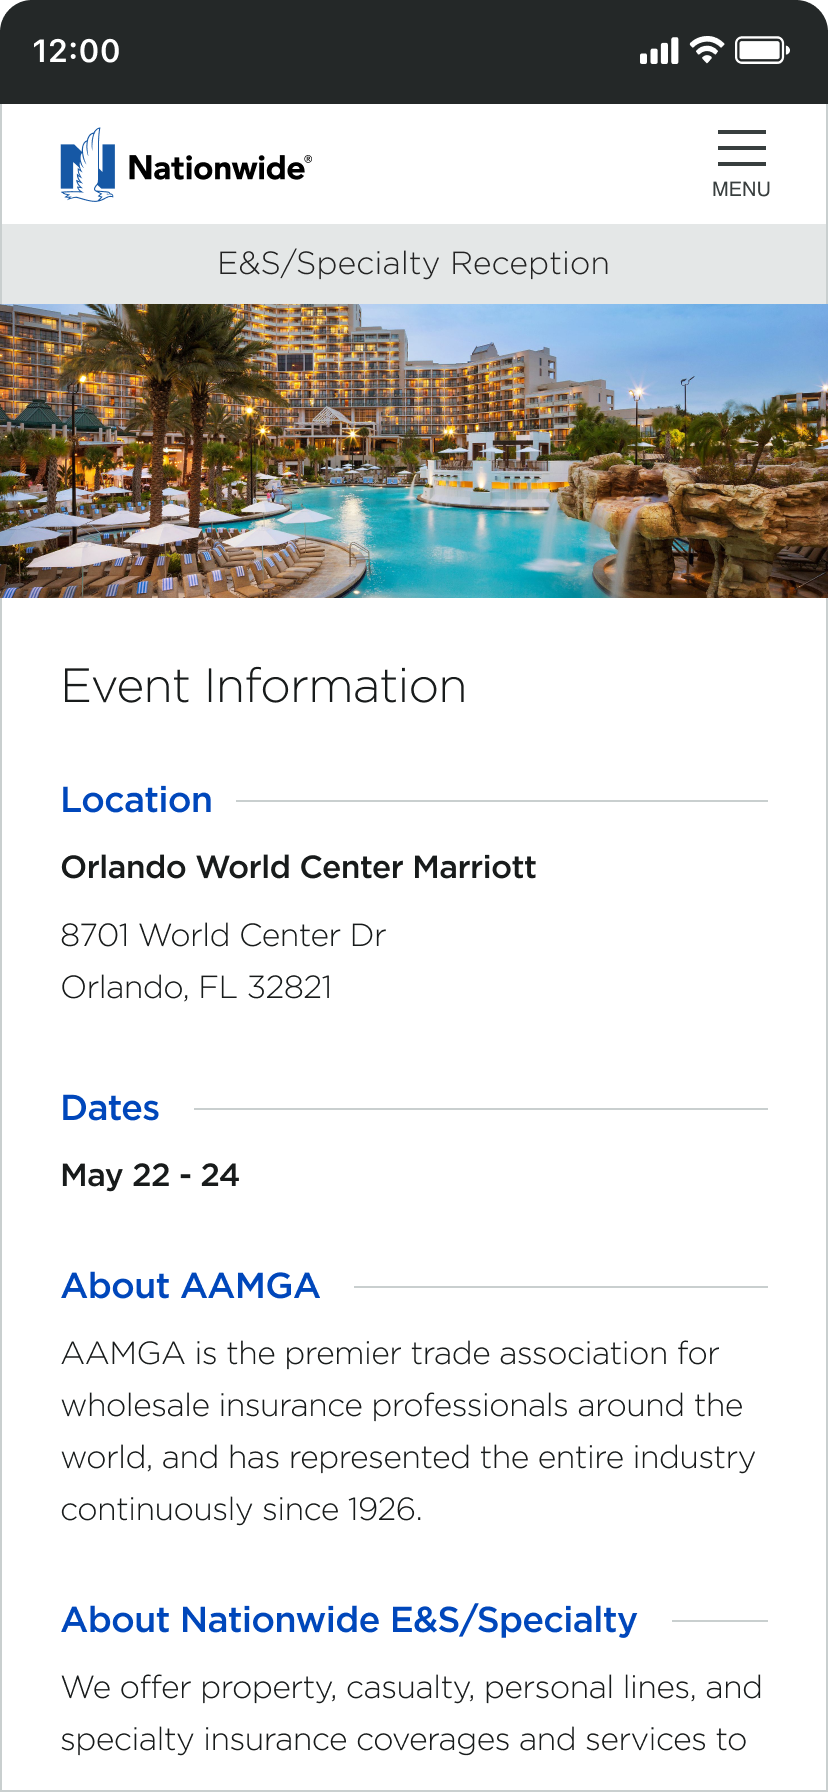 12:00
Nationwide®
MENU
E&S/Specialty Reception
Event Information
Location
Orlando World Center Marriott
8701 World Center Dr
Orlando, FL 32821
Dates
May 22 - 24
About AAMGA
AAMGA is the premier trade association for
wholesale insurance professionals around the
world, and has represented the entire industry
continuously since 1926.
About Nationwide E&S/Specialty
We offer property, casualty, personal lines, and
specialty insurance coverages and services to